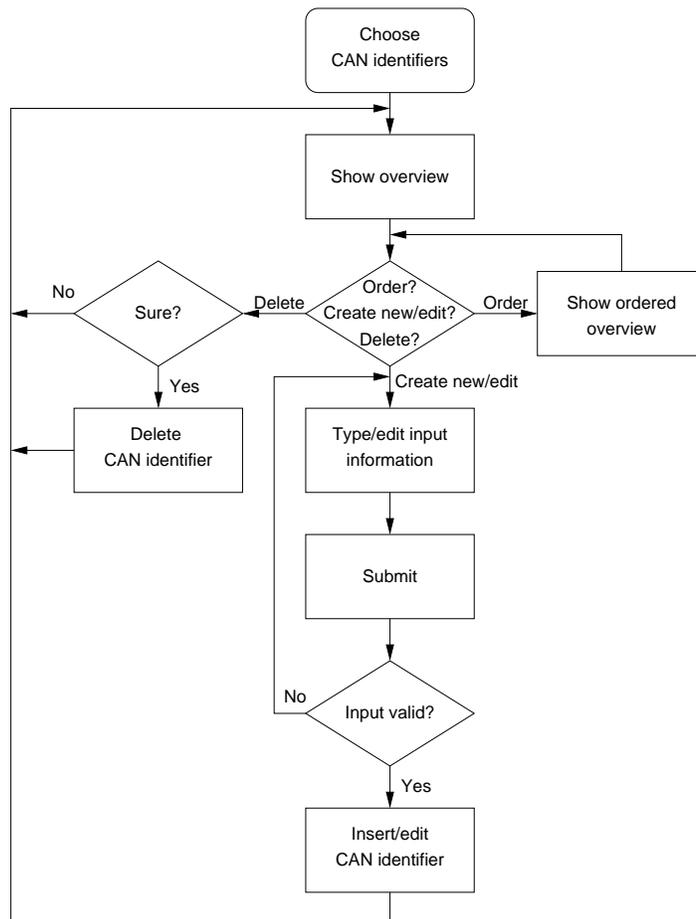 Choose
CAN identifiers
Show overview
No
Sure?
Delete
Order?
Create new/edit?
Delete?
Order
Show ordered
overview
Yes
Create new/edit
Delete
CAN identifier
Type/edit input
information
Submit
No
Input valid?
Yes
Insert/edit
CAN identifier